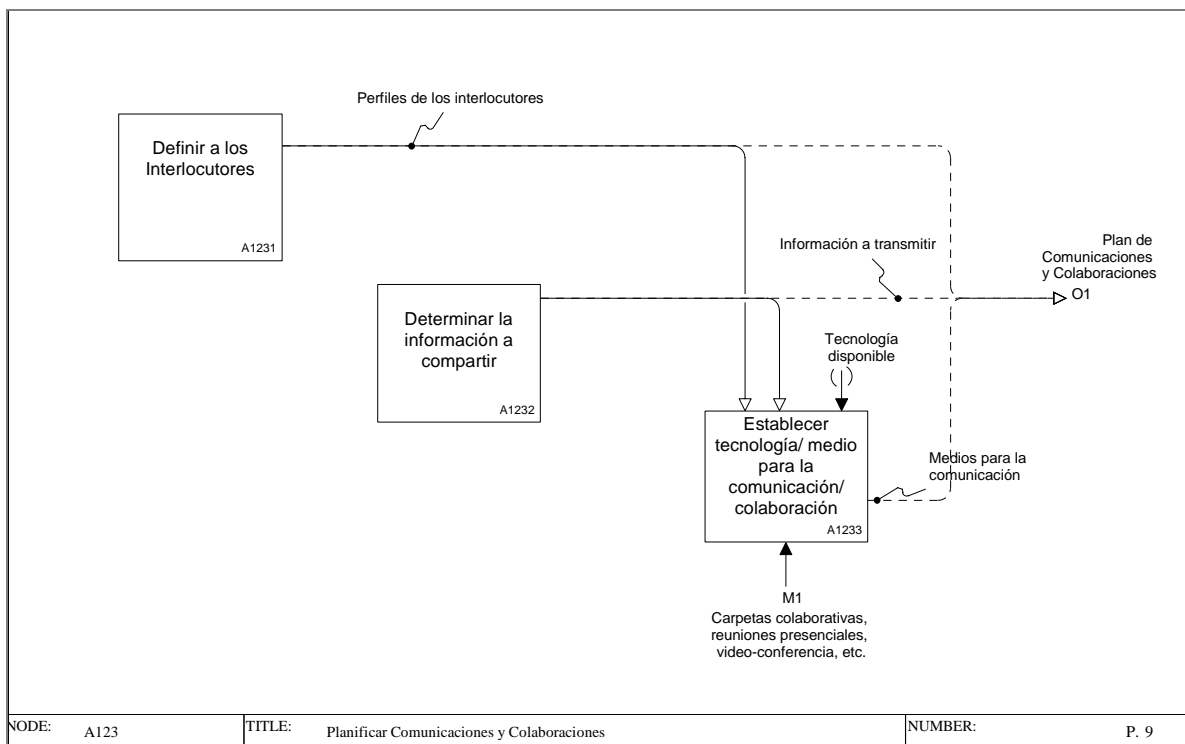 Perfiles de los interlocutores
Definir a los
Interlocutores
A1231
Información a transmitir
Plan de
Comunicaciones
y Colaboraciones
O1
Determinar la
información a
compartir
A1232
Tecnología
disponible
Establecer
tecnología/ medio
para la
comunicación/
colaboración
A1233
Medios para la
comunicación
M1
Carpetas colaborativas,
reuniones presenciales,
video-conferencia, etc.
NODE: A123 TITLE: Planificar Comunicaciones y Colaboraciones NUMBER: P. 9